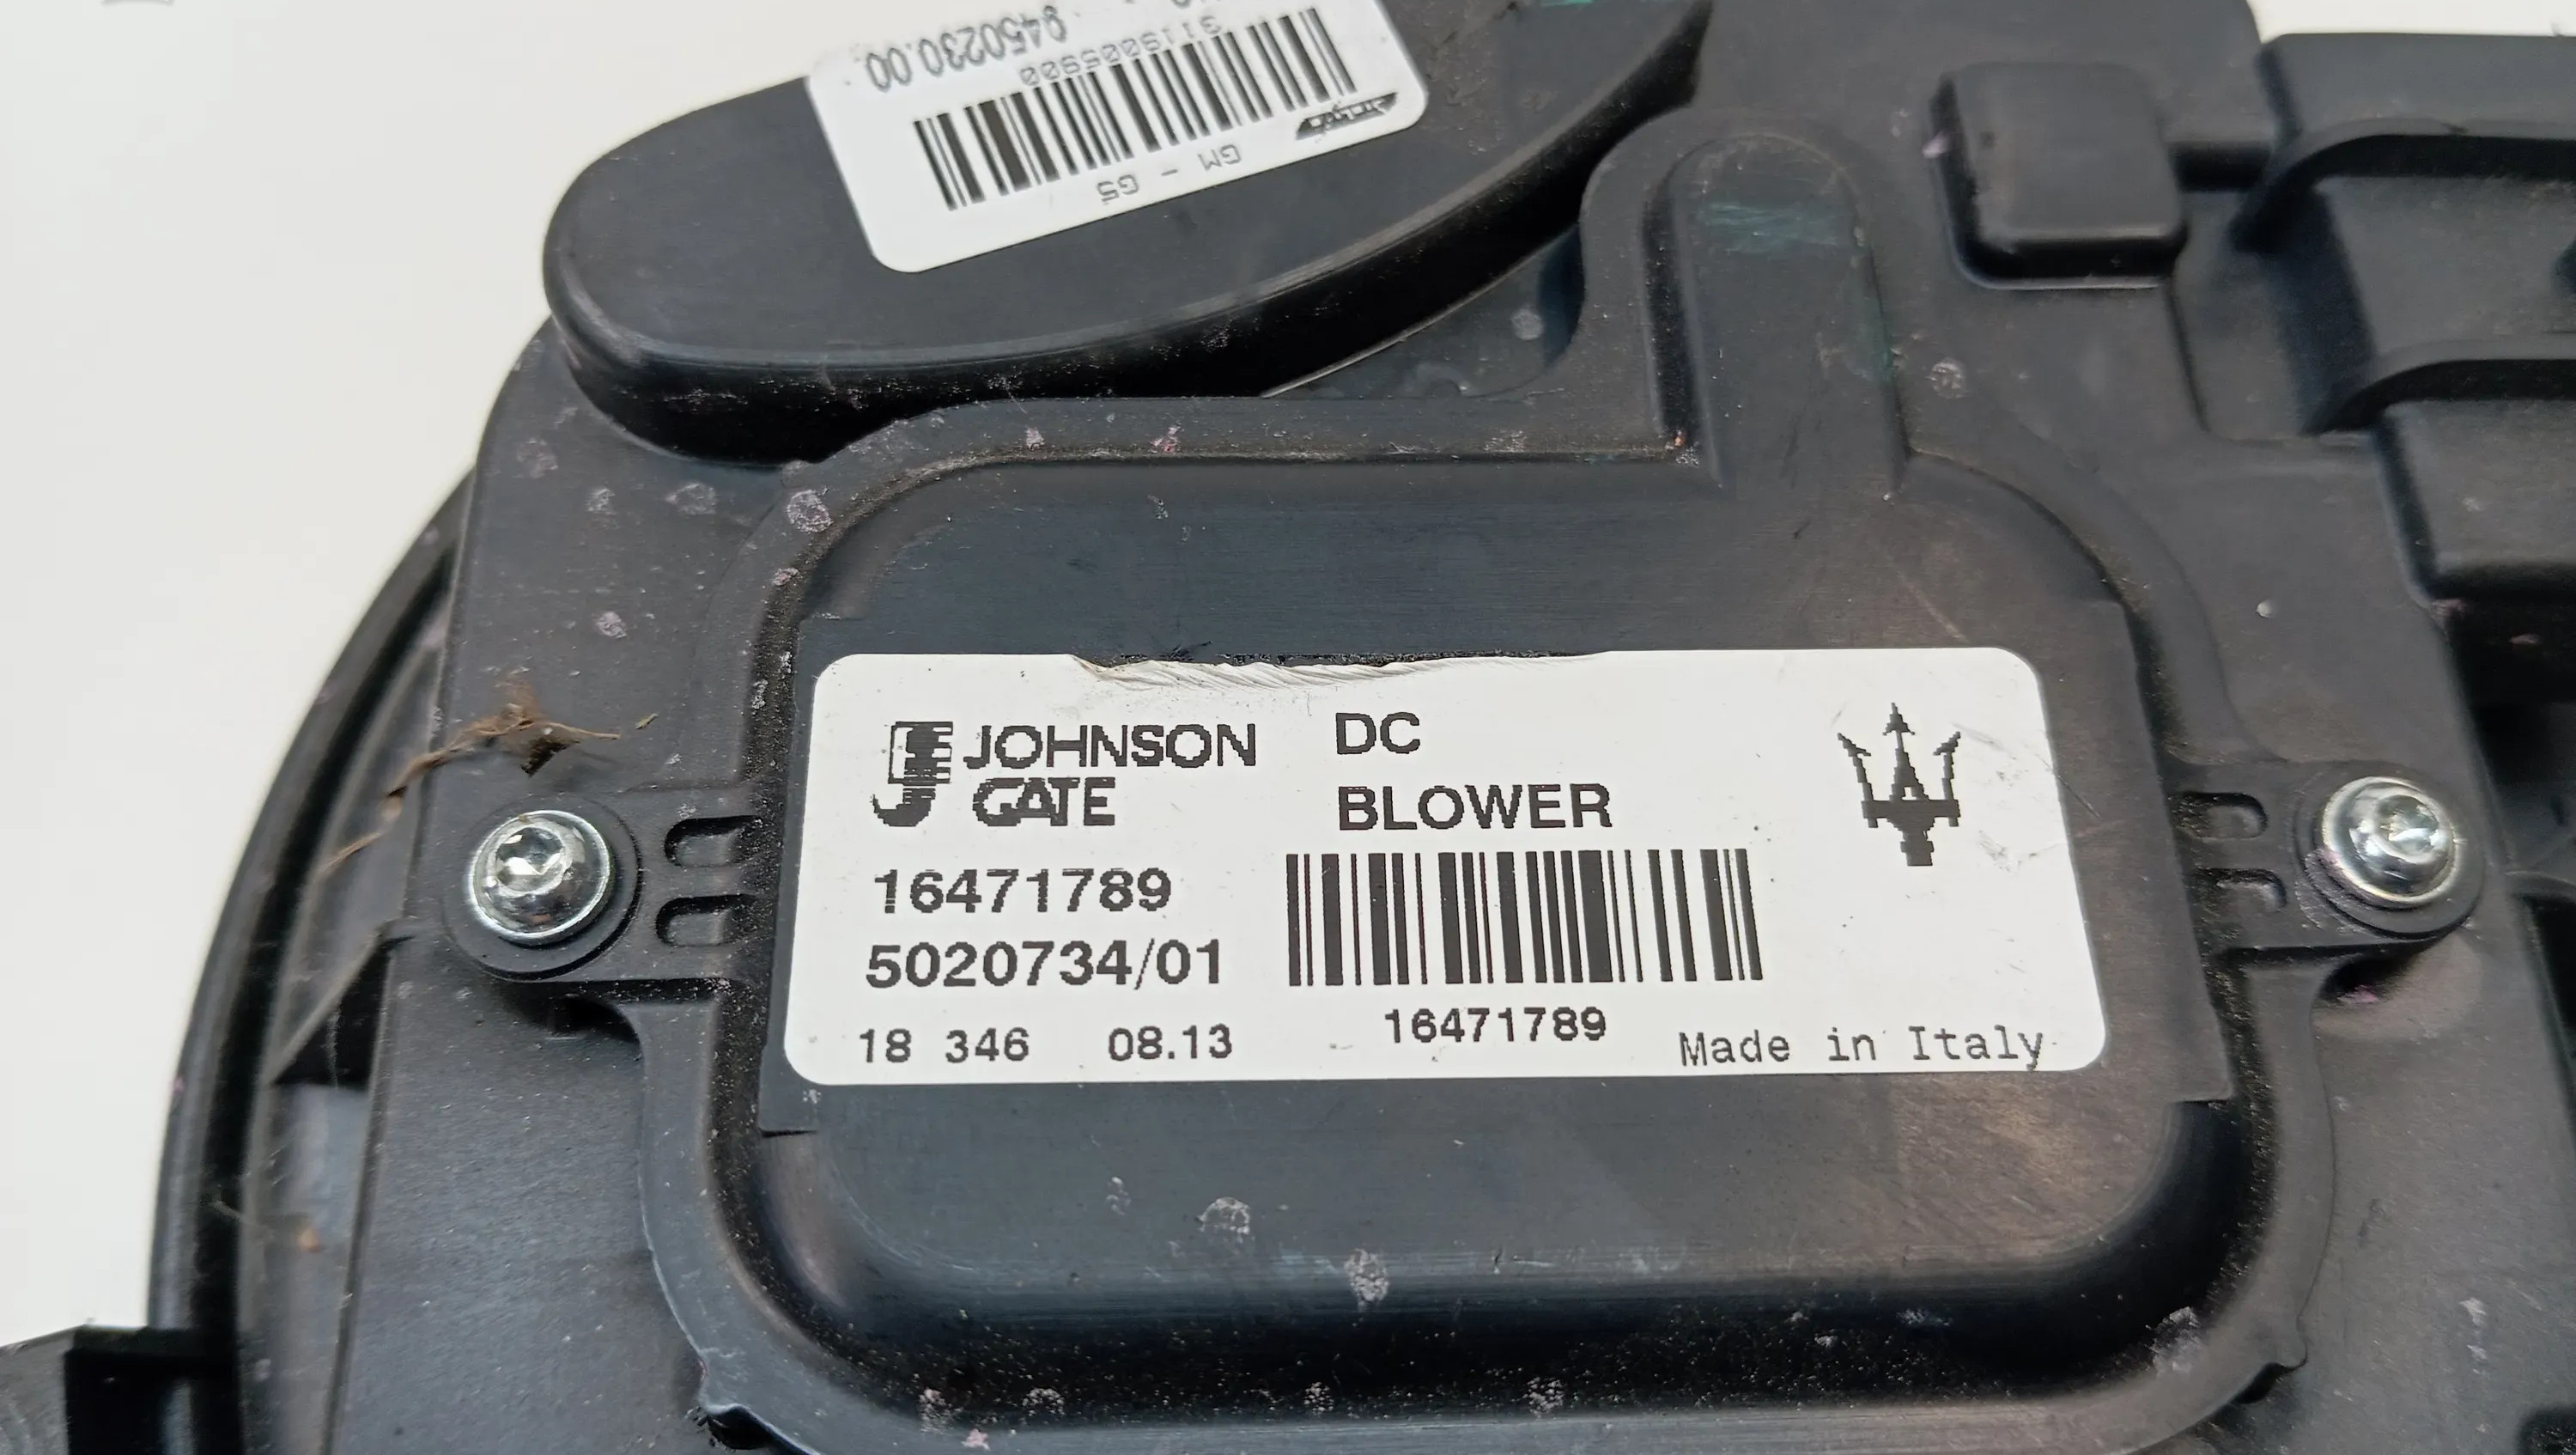 9450230.00
3119005900
GM - G5
JOHNSON
GATE
DC
BLOWER
16471789
5020734/01
18 346 08.13
16471789
Made in Italy